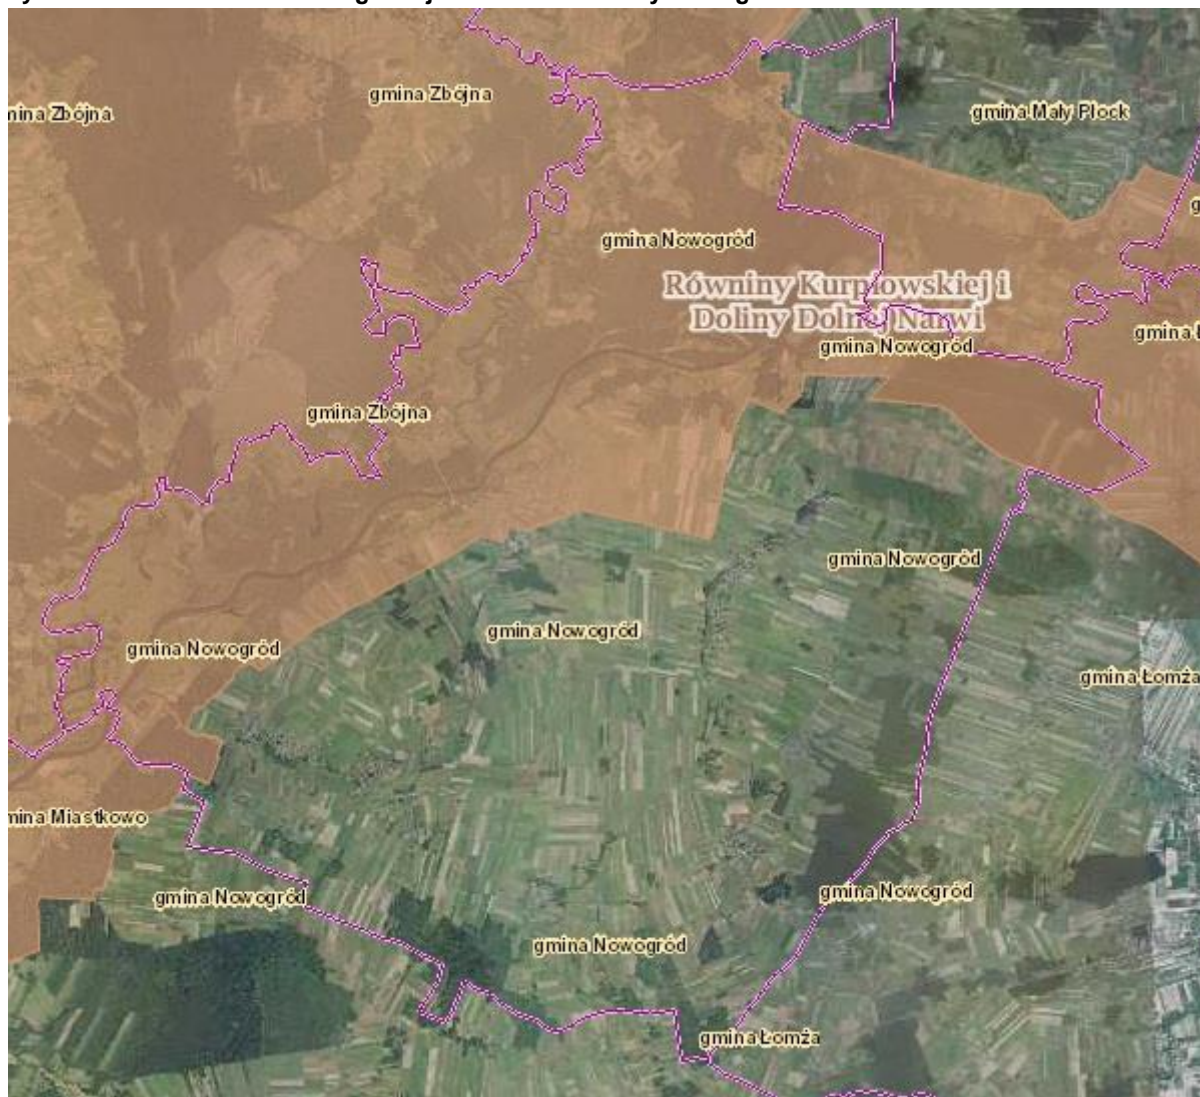 gmina Zbójna
mina Zbójna
gmina Mały Płock
gmina Nowogród
Równiny Kurpiowskiej i
Doliny Dolnej Narwi
gmina
gmina Nowogród
gmina Zbójna
gmina Nowogród
gmina Nowogród
gmina Nowogród
gmina Łomża
mina Miastkowo
gmina Nowogród
gmina Nowogród
gmina Nowogród
gmina Łomża